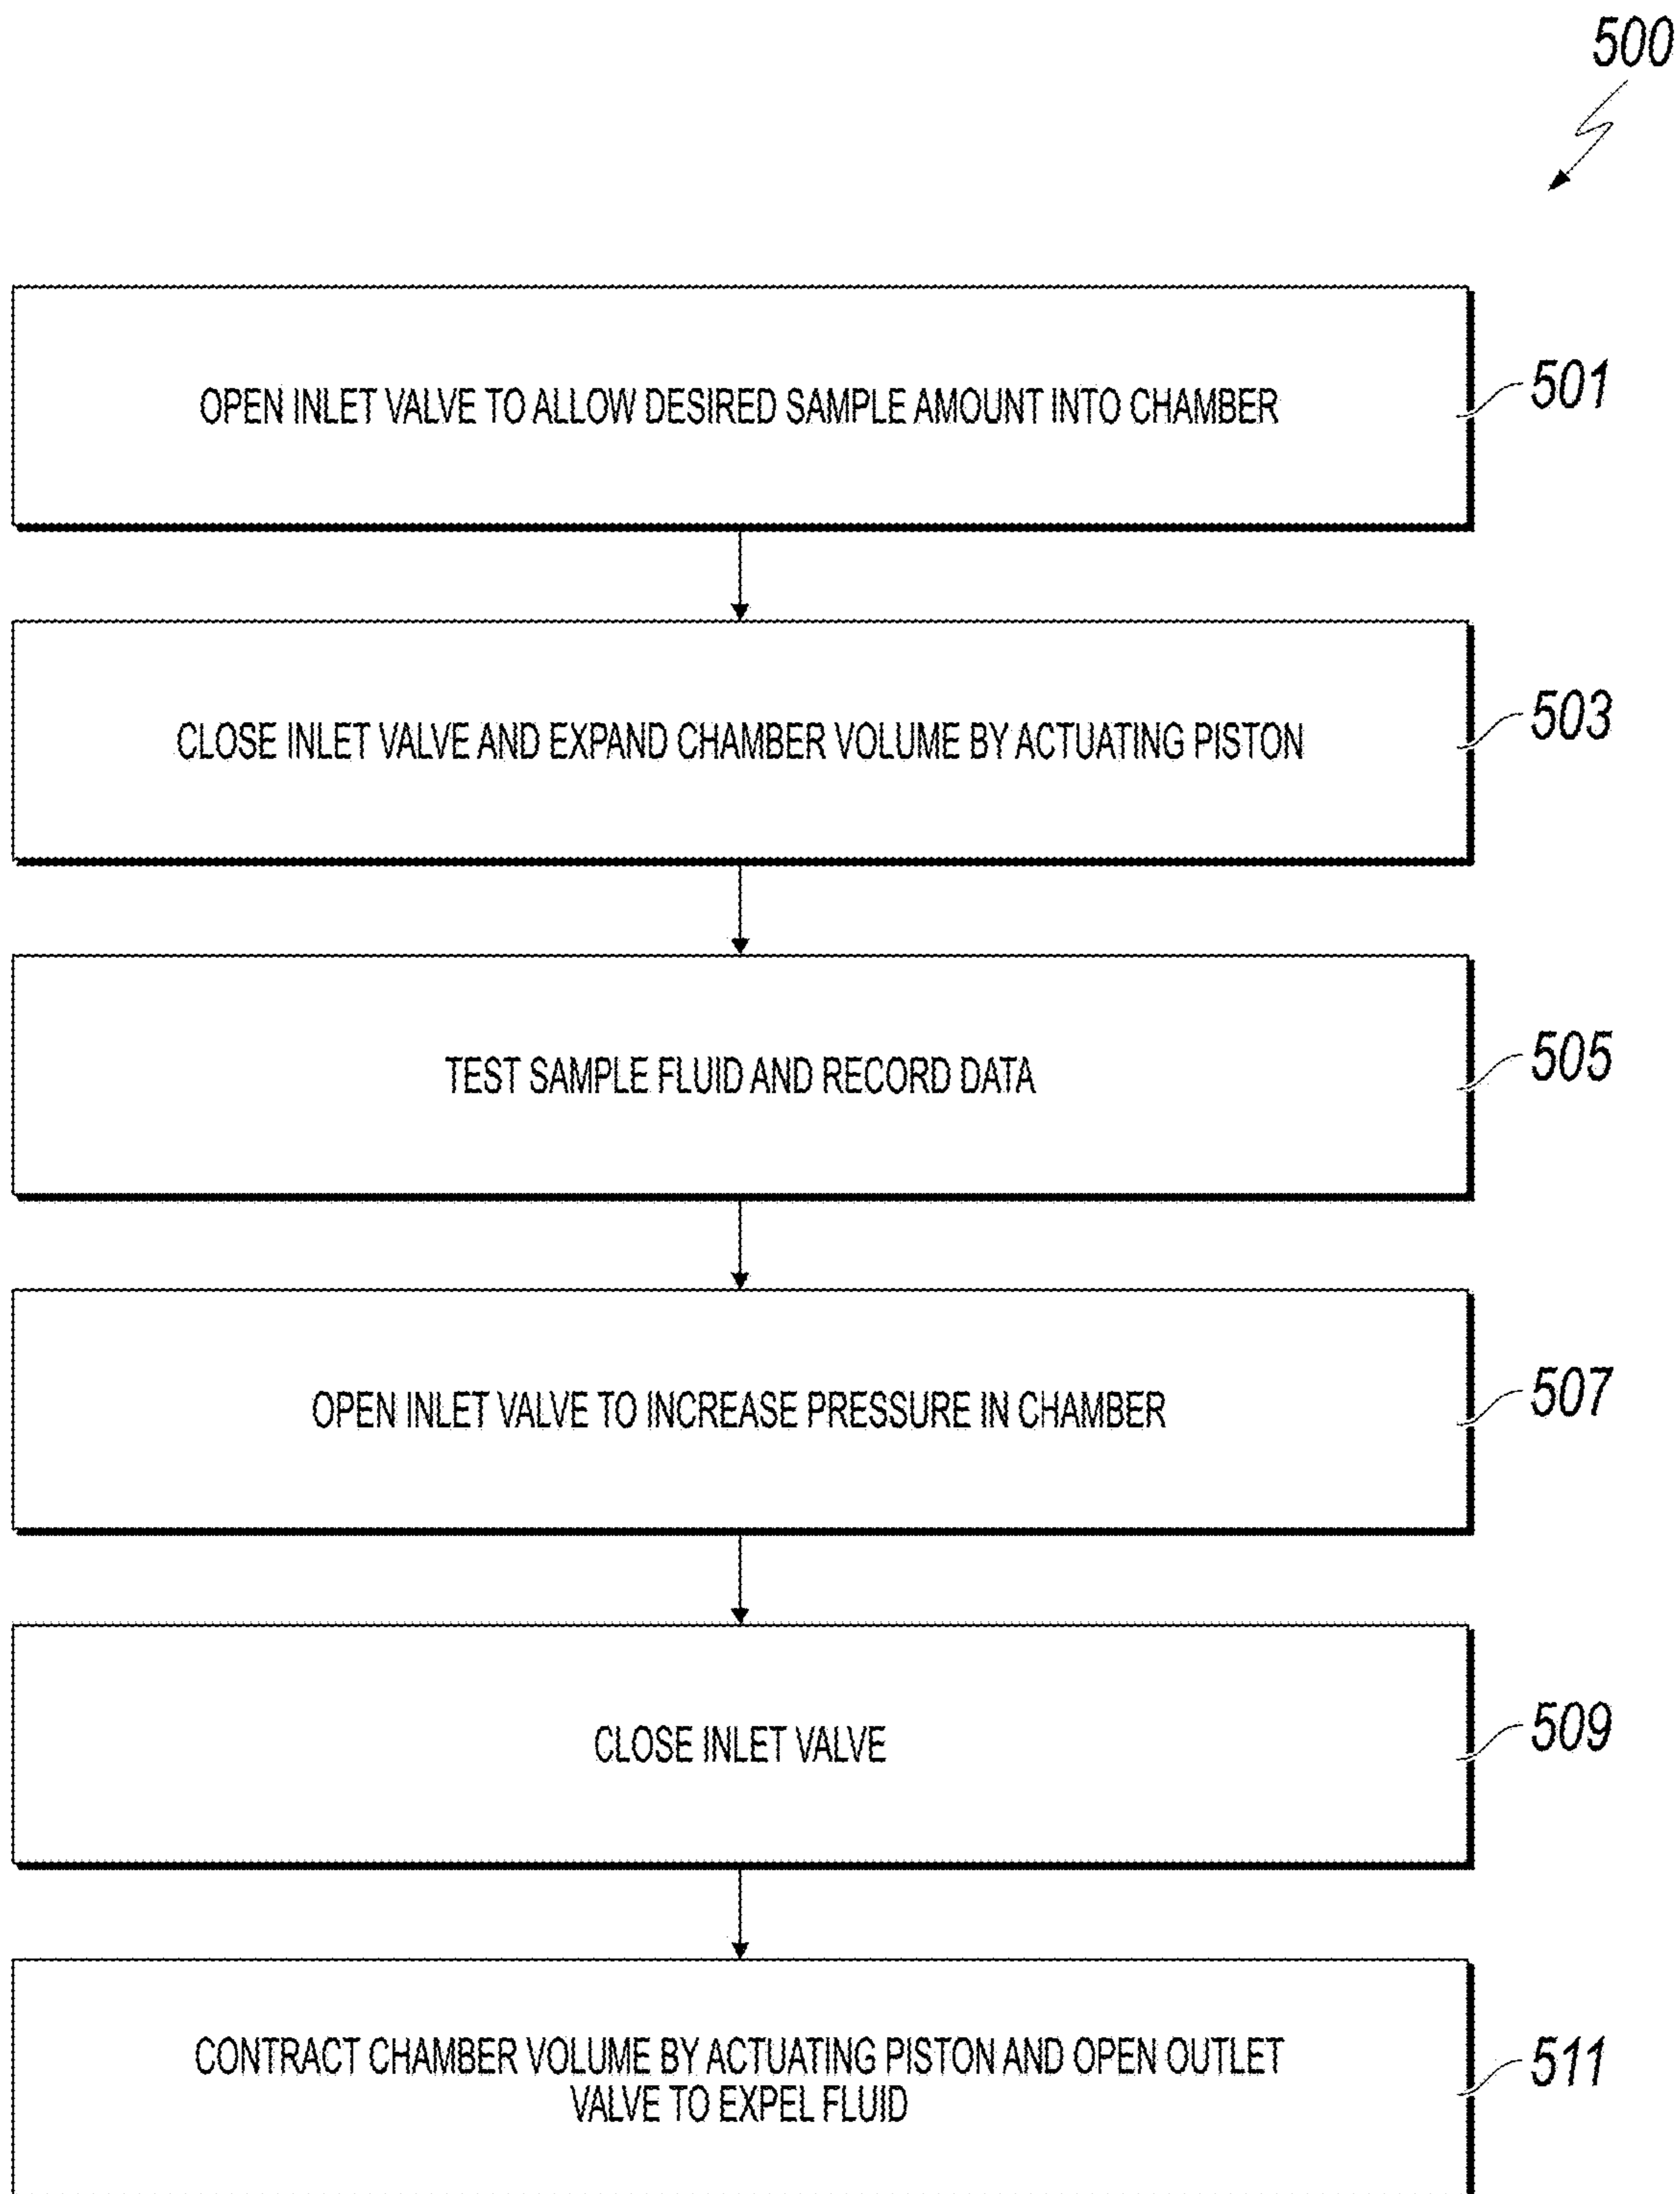 500
OPEN INLET VALVE TO ALLOW DESIRED SAMPLE AMOUNT INTO CHAMBER
501
CLOSE INLET VALVE AND EXPAND CHAMBER VOLUME BY ACTUATING PISTON
503
TEST SAMPLE FLUID AND RECORD DATA
505
OPEN INLET VALVE TO INCREASE PRESSURE IN CHAMBER
507
CLOSE INLET VALVE
509
CONTRACT CHAMBER VOLUME BY ACTUATING PISTON AND OPEN OUTLET
VALVE TO EXPEL FLUID
511